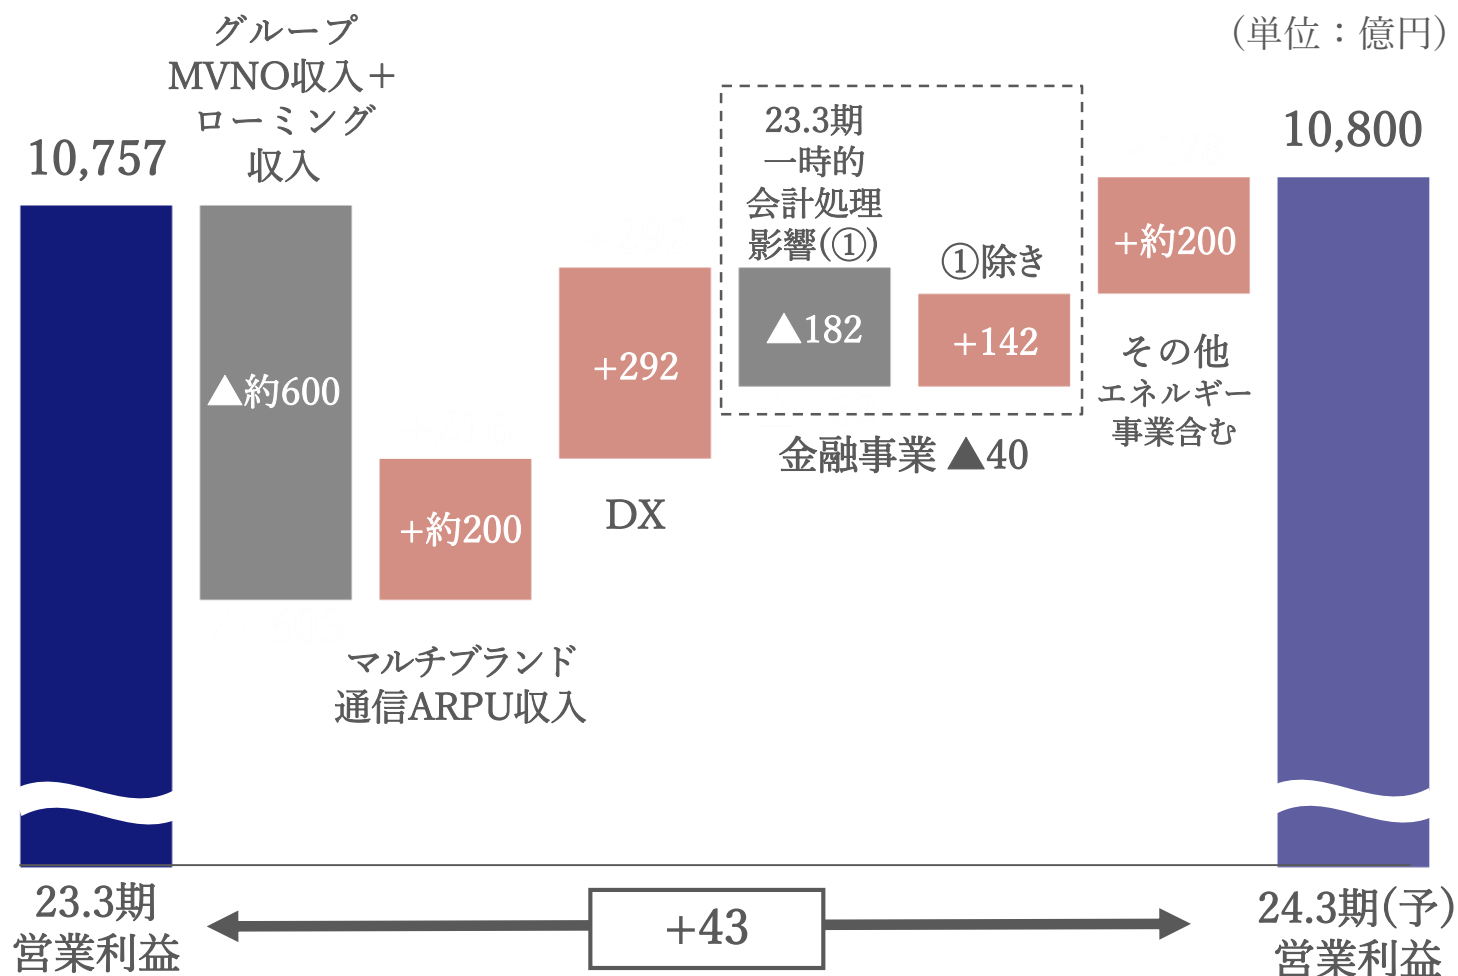 (単位：億円)
グループ
MVNO収入＋
ローミング
収入
10,757
▲約600
+約200
マルチブランド
通信ARPU収入
+292
DX
23.3期
一時的
会計処理
影響(①)
▲182
①除き
+142
金融事業 ▲40
+約200
その他
エネルギー
事業含む
10,800
23.3期
営業利益
+43
24.3期(予)
営業利益